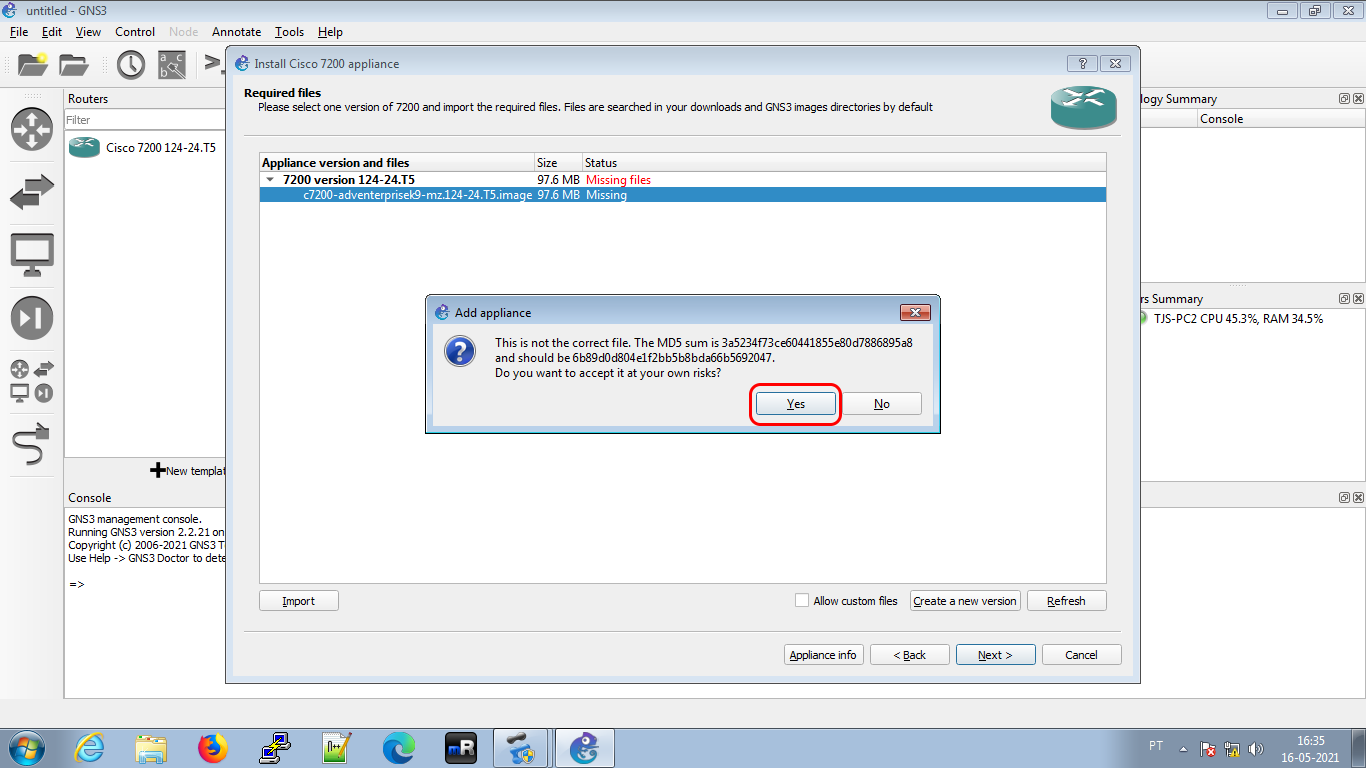 untitled - GNS3
File Edit View Control Node Annotate Tools Help
Install Cisco 7200 appliance
Required files
Please select one version of 7200 and import the required files. Files are searched in your downloads and GNS3 images directories by default
Routers
Filter
Cisco 7200 124-24.T5
Appliance version and files Size Status
7200 version 124-24.T5 97.6 MB Missing files
c7200-adventerprisek9-mz.124-24.T5.image 97.6 MB Missing
logy Summary
Console
rs Summary
TJS-PC2 CPU 45.3%, RAM 34.5%
Add appliance
This is not the correct file. The MD5 sum is 3a5234f73ce60441855e80d7886895a8
and should be 6b89d0d804e1f2bb5b8bda66b5692047.
Do you want to accept it at your own risks?
Yes No
New templat
Console
GNS3 management console.
Running GNS3 version 2.2.21 on
Copyright (c) 2006-2021 GNS3 T
Use Help -> GNS3 Doctor to dete
=>
Import Allow custom files Create a new version Refresh
Appliance info < Back Next > Cancel
PT 16:35
16-05-2021